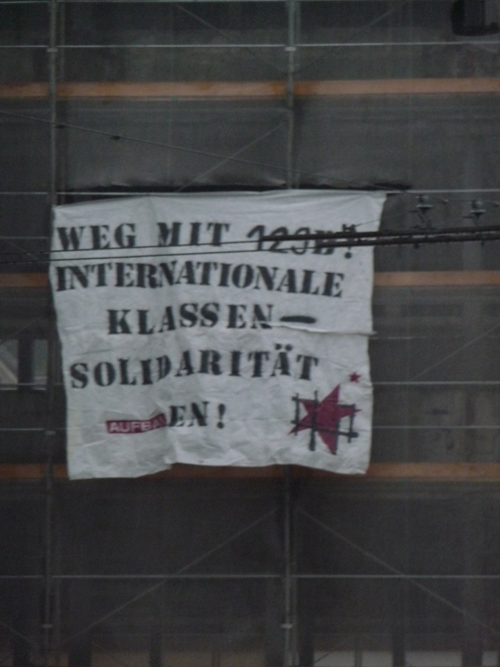 WEG MIT 129B!
INTERNATIONALE
KLASSEN-
SOLIDARITÄT
AUFBAUEN!